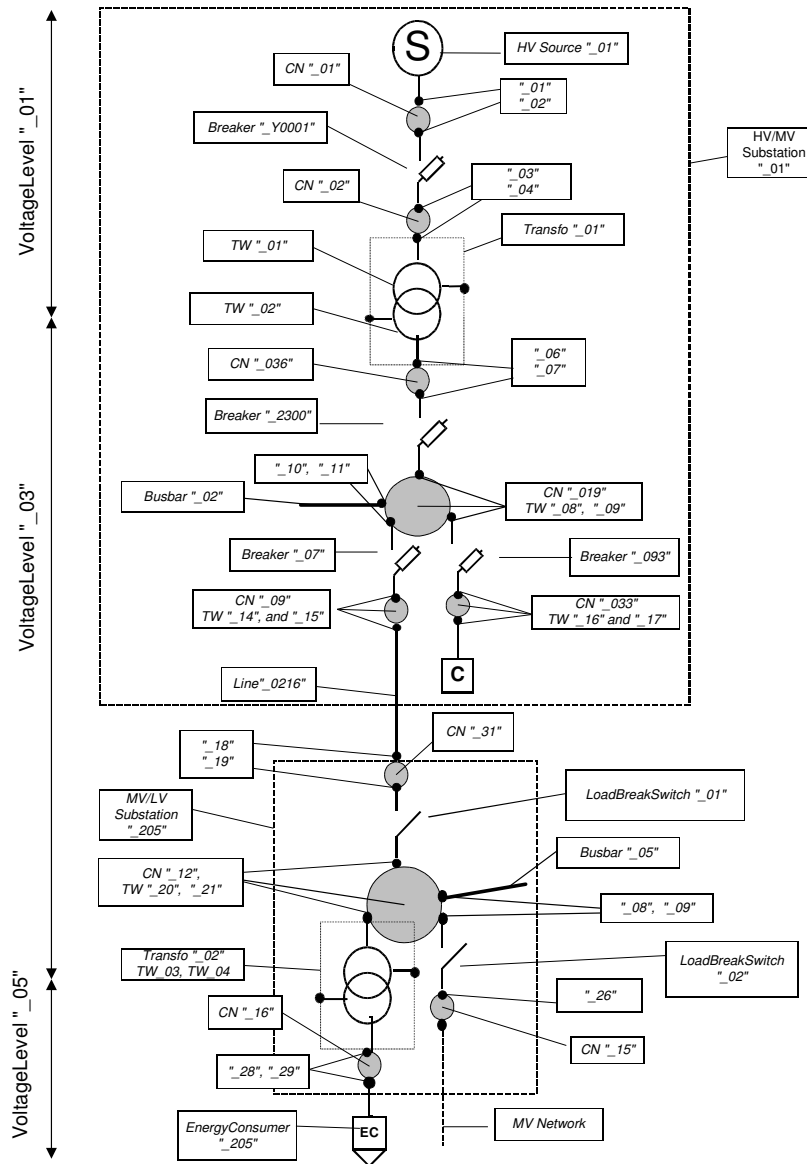 S
HV Source "_01"
CN "_01"
"_01"
"_02"
Breaker "_Y0001"
HV/MV
Substation
"_01"
VoltageLevel "_01"
"_03"
"_04"
CN "_02"
Transfo "_01"
TW "_01"
TW "_02"
"_06"
"_07"
CN "_036"
Breaker "_2300"
"_10", "_11"
Busbar "_02"
CN "_019"
TW "_08", "_09"
VoltageLevel "_03"
Breaker "_07"
Breaker "_093"
CN "_09"
TW "_14", and "_15"
CN "_033"
TW "_16" and "_17"
C
Line"_0216"
CN "_31"
"_18"
"_19"
MV/LV
Substation
"_205"
LoadBreakSwitch "_01"
Busbar "_05"
CN "_12",
TW "_20", "_21"
"_08", "_09"
Transfo "_02"
TW_03, TW_04
LoadBreakSwitch
"_02"
"_26"
CN "_16"
CN "_15"
VoltageLevel "_05"
"_28", "_29"
EnergyConsumer
"_205"
EC
MV Network